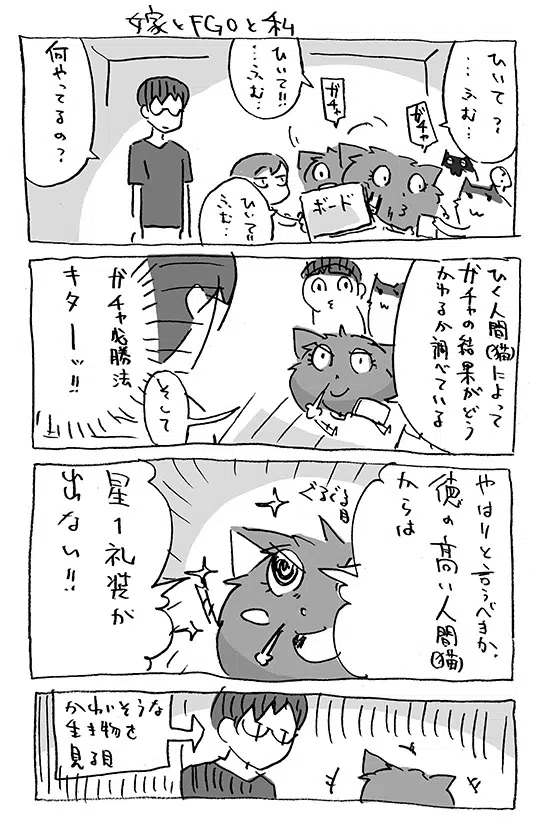 嫁とFGOと私
ひいて?
…ふむ…
ガチャ
ガチャ
ひいて!!
…ふむ…
ボード
ひいて!!
ふむ…
何やってるの?
ひく人間(猫)によって
ガチャの結果がどう
かわるか調べている
そして
ガチャ必勝法
キターッ!!
やはりと言うべきか、
徳の高い人間(猫)
からは
ぐるぐる目
星1礼装が
出ない!!
かわいそうな
生き物を
見る目